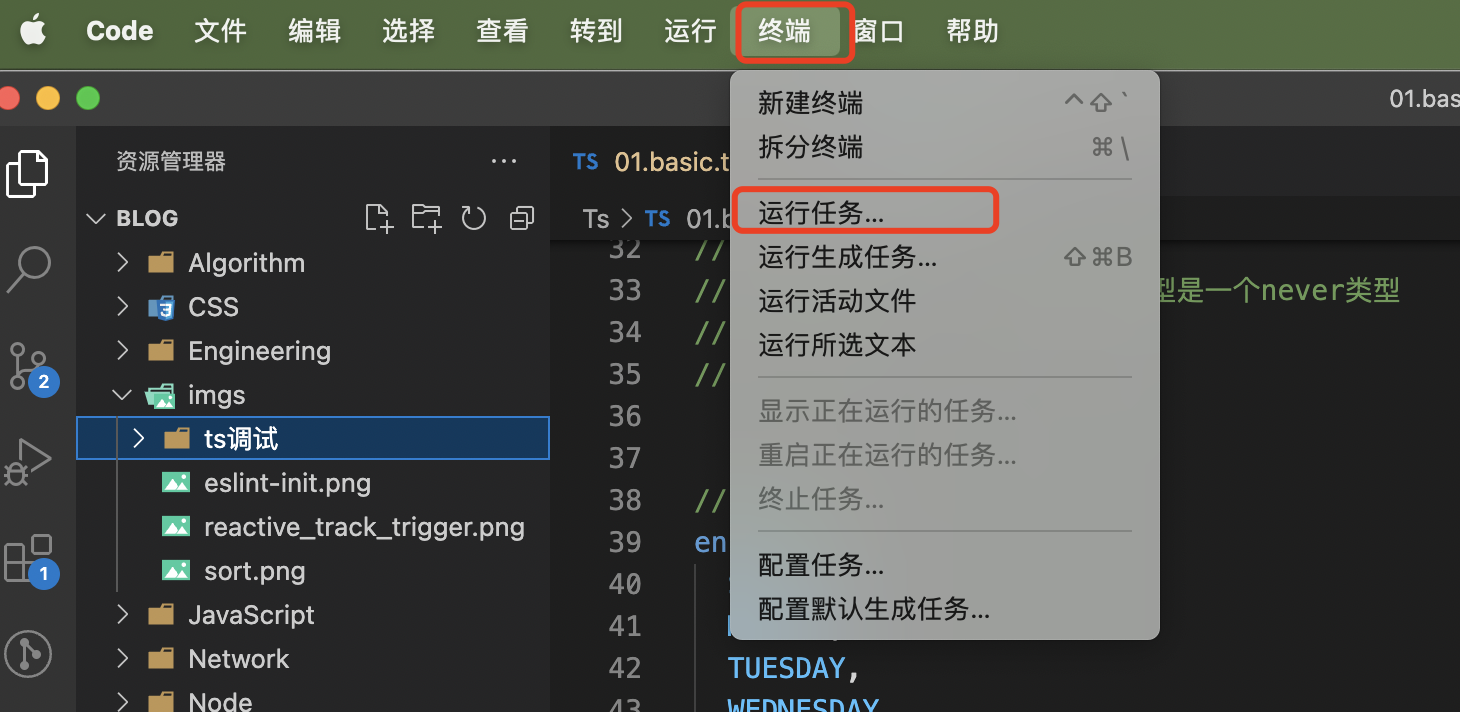 Code 文件 编辑 选择 查看 转到 运行 终端 窗口 帮助
01.bas
新建终端 ^⇧`
拆分终端 ⌘\
运行任务...
运行生成任务... ⇧⌘B
运行活动文件
运行所选文本
显示正在运行的任务...
重启正在运行的任务...
终止任务...
配置任务...
配置默认生成任务...
资源管理器 ...
BLOG
Algorithm
CSS
Engineering
imgs
ts调试
eslint-init.png
reactive_track_trigger.png
sort.png
JavaScript
Network
Node
2
1
TS 01.basic.t
Ts > TS 01.b
32 //
33 // 型是一个never类型
34 //
35 //
36
37
38 //
39 en
40
41
42 TUESDAY,
43 WEDNESDAY